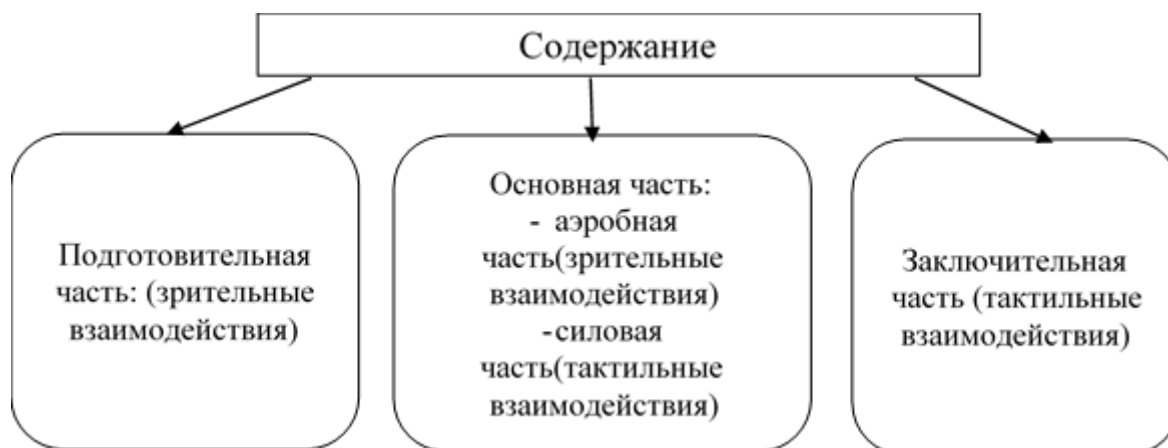 Содержание
Подготовительная
часть: (зрительные
взаимодействия)
Основная часть:
- аэробная
часть(зрительные
взаимодействия)
-силовая
часть(тактильные
взаимодействия)
Заключительная
часть (тактильные
взаимодействия)